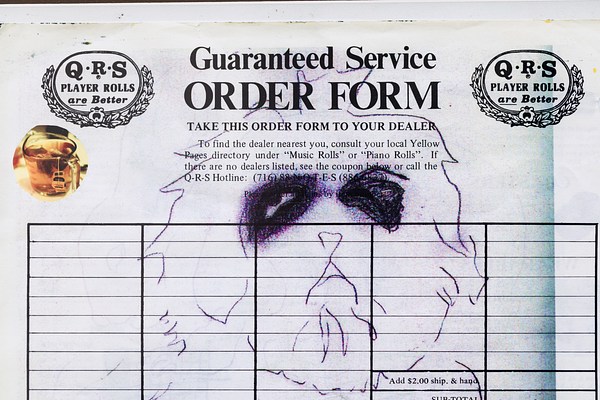 Q·R·S
PLAYER ROLLS
are Better
Guaranteed Service
ORDER FORM
TAKE THIS ORDER FORM TO YOUR DEALER
To find the dealer nearest you, consult your local Yellow
Pages directory under “Music Rolls” or “Piano Rolls”. If
there are no dealers listed, see the coupon below or call the
Q-R-S Hotline: (716) 88 N-O-T-E-S
Q·R·S
PLAYER ROLLS
are Better
Add $2.00 ship. & hand
SUB-TOTAL